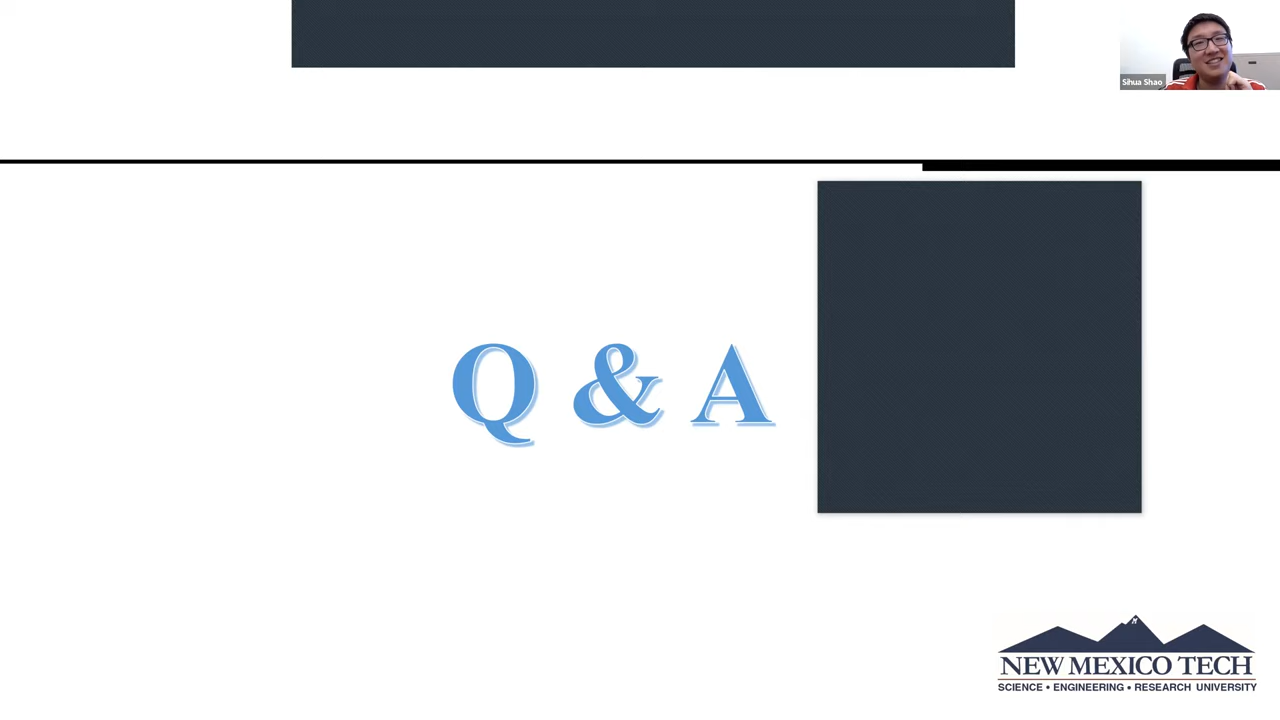 Sihua Shao
Q & A
NEW MEXICO TECH
SCIENCE • ENGINEERING • RESEARCH UNIVERSITY